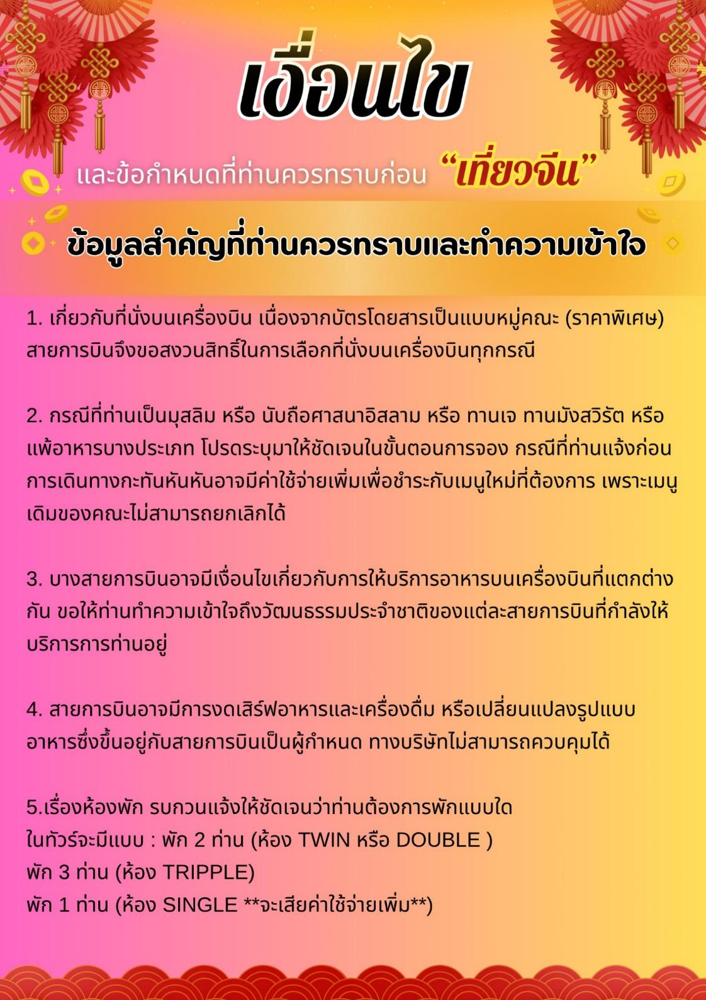 เงื่อนไข
และข้อกำหนดที่ท่านควรทราบก่อน “เที่ยวจีน”
ข้อมูลสำคัญที่ท่านควรทราบและทำความเข้าใจ
1. เกี่ยวกับที่นั่งบนเครื่องบิน เนื่องจากบัตรโดยสารเป็นแบบหมู่คณะ (ราคาพิเศษ)
สายการบินจึงขอสงวนสิทธิ์ในการเลือกที่นั่งบนเครื่องบินทุกกรณี
2. กรณีที่ท่านเป็นมุสลิม หรือ นับถือศาสนาอิสลาม หรือ ทานเจ ทานมังสวิรัต หรือ
แพ้อาหารบางประเภท โปรดระบุมาให้ชัดเจนในขั้นตอนการจอง กรณีที่ท่านแจ้งก่อน
การเดินทางกะทันหันหันอาจมีค่าใช้จ่ายเพิ่มเพื่อชำระกับเมนูใหม่ที่ต้องการ เพราะเมนู
เดิมของคณะไม่สามารถยกเลิกได้
3. บางสายการบินอาจมีเงื่อนไขเกี่ยวกับการให้บริการอาหารบนเครื่องบินที่แตกต่าง
กัน ขอให้ท่านทำความเข้าใจถึงวัฒนธรรมประจำชาติของแต่ละสายการบินที่กำลังให้
บริการการท่านอยู่
4. สายการบินอาจมีการงดเสิร์ฟอาหารและเครื่องดื่ม หรือเปลี่ยนแปลงรูปแบบ
อาหารซึ่งขึ้นอยู่กับสายการบินเป็นผู้กำหนด ทางบริษัทไม่สามารถควบคุมได้
5.เรื่องห้องพัก รบกวนแจ้งให้ชัดเจนว่าท่านต้องการพักแบบใด
ในทัวร์จะมีแบบ : พัก 2 ท่าน (ห้อง TWIN หรือ DOUBLE )
พัก 3 ท่าน (ห้อง TRIPPLE)
พัก 1 ท่าน (ห้อง SINGLE **จะเสียค่าใช้จ่ายเพิ่ม**)